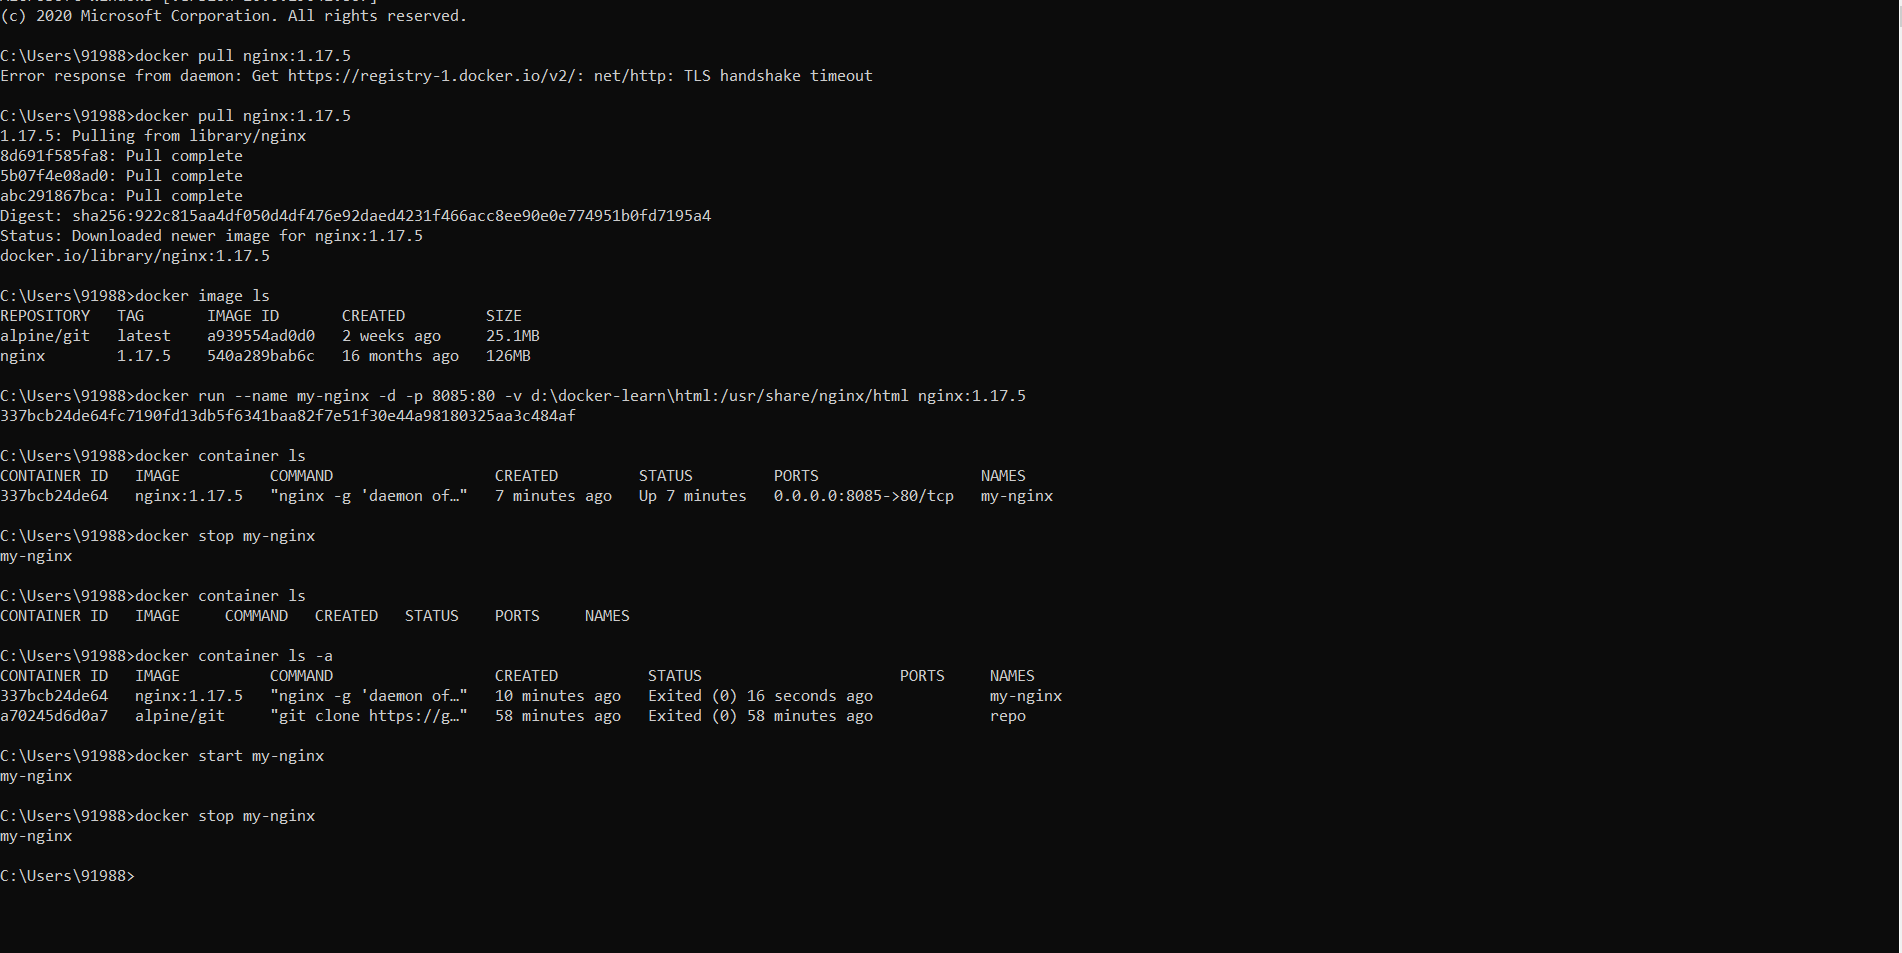 (c) 2020 Microsoft Corporation. All rights reserved.
C:\Users\91988>docker pull nginx:1.17.5
Error response from daemon: Get https://registry-1.docker.io/v2/: net/http: TLS handshake timeout
C:\Users\91988>docker pull nginx:1.17.5
1.17.5: Pulling from library/nginx
8d691f585fa8: Pull complete
5b07f4e08ad0: Pull complete
abc291867bca: Pull complete
Digest: sha256:922c815aa4df050d4df476e92daed4231f466acc8ee90e0e774951b0fd7195a4
Status: Downloaded newer image for nginx:1.17.5
docker.io/library/nginx:1.17.5
C:\Users\91988>docker image ls
REPOSITORY   TAG       IMAGE ID       CREATED         SIZE
alpine/git   latest    a939554ad0d0   2 weeks ago     25.1MB
nginx        1.17.5    540a289bab6c   16 months ago   126MB
C:\Users\91988>docker run --name my-nginx -d -p 8085:80 -v d:\docker-learn\html:/usr/share/nginx/html nginx:1.17.5
337bcb24de64fc7190fd13db5f6341baa82f7e51f30e44a98180325aa3c484af
C:\Users\91988>docker container ls
CONTAINER ID   IMAGE          COMMAND                  CREATED         STATUS         PORTS                  NAMES
337bcb24de64   nginx:1.17.5   "nginx -g 'daemon of…"   7 minutes ago   Up 7 minutes   0.0.0.0:8085->80/tcp   my-nginx
C:\Users\91988>docker stop my-nginx
my-nginx
C:\Users\91988>docker container ls
CONTAINER ID   IMAGE     COMMAND   CREATED   STATUS    PORTS     NAMES
C:\Users\91988>docker container ls -a
CONTAINER ID   IMAGE          COMMAND                  CREATED          STATUS                      PORTS     NAMES
337bcb24de64   nginx:1.17.5   "nginx -g 'daemon of…"   10 minutes ago   Exited (0) 16 seconds ago             my-nginx
a70245d6d0a7   alpine/git     "git clone https://g…"   58 minutes ago   Exited (0) 58 minutes ago             repo
C:\Users\91988>docker start my-nginx
my-nginx
C:\Users\91988>docker stop my-nginx
my-nginx
C:\Users\91988>